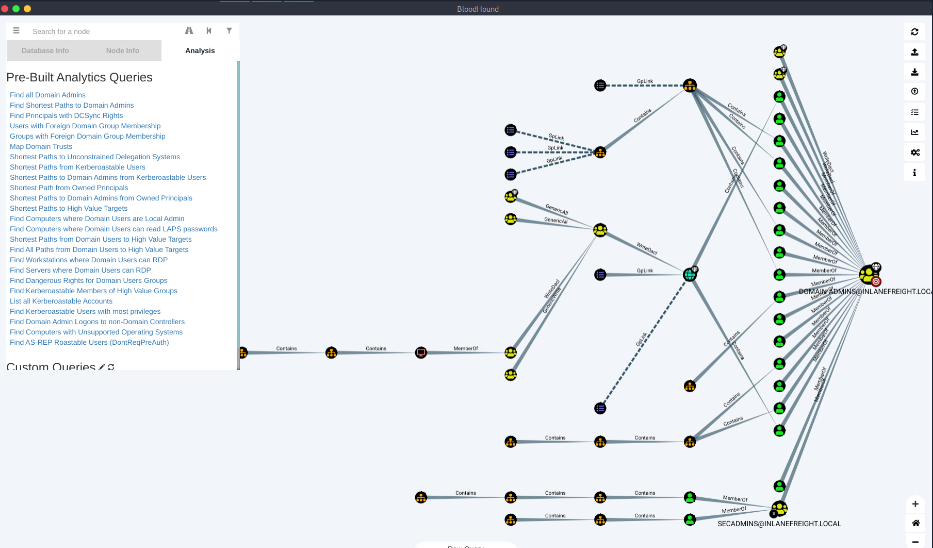 BloodHound
Search for a node
Database Info
Node Info
Analysis
Pre-Built Analytics Queries
Find all Domain Admins
Find Shortest Paths to Domain Admins
Find Principals with DCSync Rights
Users with Foreign Domain Group Membership
Groups with Foreign Domain Group Membership
Map Domain Trusts
Shortest Paths to Unconstrained Delegation Systems
Shortest Paths from Kerberoastable Users
Shortest Paths to Domain Admins from Kerberoastable Users
Shortest Path from Owned Principals
Shortest Paths to Domain Admins from Owned Principals
Shortest Paths to High Value Targets
Find Computers where Domain Users are Local Admin
Find Computers where Domain Users can read LAPS passwords
Shortest Paths from Domain Users to High Value Targets
Find All Paths from Domain Users to High Value Targets
Find Workstations where Domain Users can RDP
Find Servers where Domain Users can RDP
Find Dangerous Rights for Domain Users Groups
Find Kerberoastable Members of High Value Groups
List all Kerberoastable Accounts
Find Kerberoastable Users with most privileges
Find Domain Admin Logons to non-Domain Controllers
Find Computers with Unsupported Operating Systems
Find AS-REP Roastable Users (DontReqPreAuth)
Custom Queries
GpLink
Contains
Contains
Contains
GpLink
GpLink
GpLink
GenericAll
GenericAll
WriteDacl
GpLink
GpLink
WriteDacl
Contains
Contains
MemberOf
Contains
Contains
Contains
Contains
Contains
MemberOf
MemberOf
MemberOf
MemberOf
MemberOf
MemberOf
MemberOf
MemberOf
MemberOf
MemberOf
MemberOf
DOMAIN ADMINS@INLANEFREIGHT.LOCA
Contains
Contains
Contains
MemberOf
Contains
Contains
Contains
MemberOf
SECADMINS@INLANEFREIGHT.LOCAL